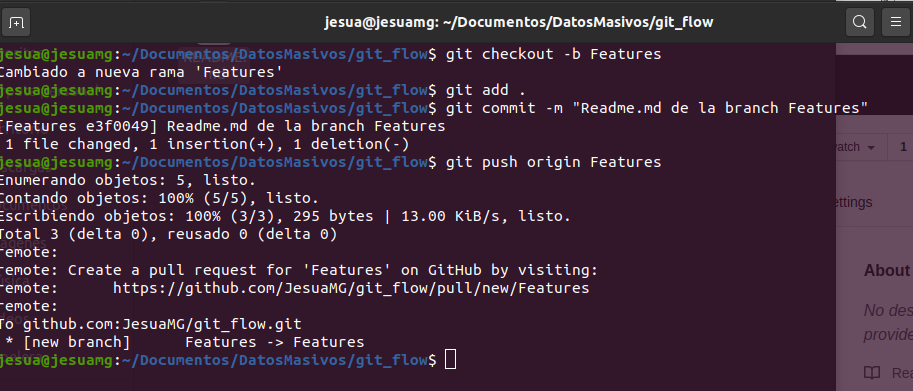 jesua@jesuamg: ~/Documentos/DatosMasivos/git_flow
jesua@jesuamg:~/Documentos/DatosMasivos/git_flow$ git checkout -b Features
Cambiado a nueva rama 'Features'
jesua@jesuamg:~/Documentos/DatosMasivos/git_flow$ git add .
jesua@jesuamg:~/Documentos/DatosMasivos/git_flow$ git commit -m "Readme.md de la branch Features"
[Features e3f0049] Readme.md de la branch Features
 1 file changed, 1 insertion(+), 1 deletion(-)
jesua@jesuamg:~/Documentos/DatosMasivos/git_flow$ git push origin Features
Enumerando objetos: 5, listo.
Contando objetos: 100% (5/5), listo.
Escribiendo objetos: 100% (3/3), 295 bytes | 13.00 KiB/s, listo.
Total 3 (delta 0), reusado 0 (delta 0)
remote:
remote: Create a pull request for 'Features' on GitHub by visiting:
remote:      https://github.com/JesuaMG/git_flow/pull/new/Features
remote:
To github.com:JesuaMG/git_flow.git
 * [new branch]      Features -> Features
jesua@jesuamg:~/Documentos/DatosMasivos/git_flow$
atch 1
ettings
About
No des
provide
Rea